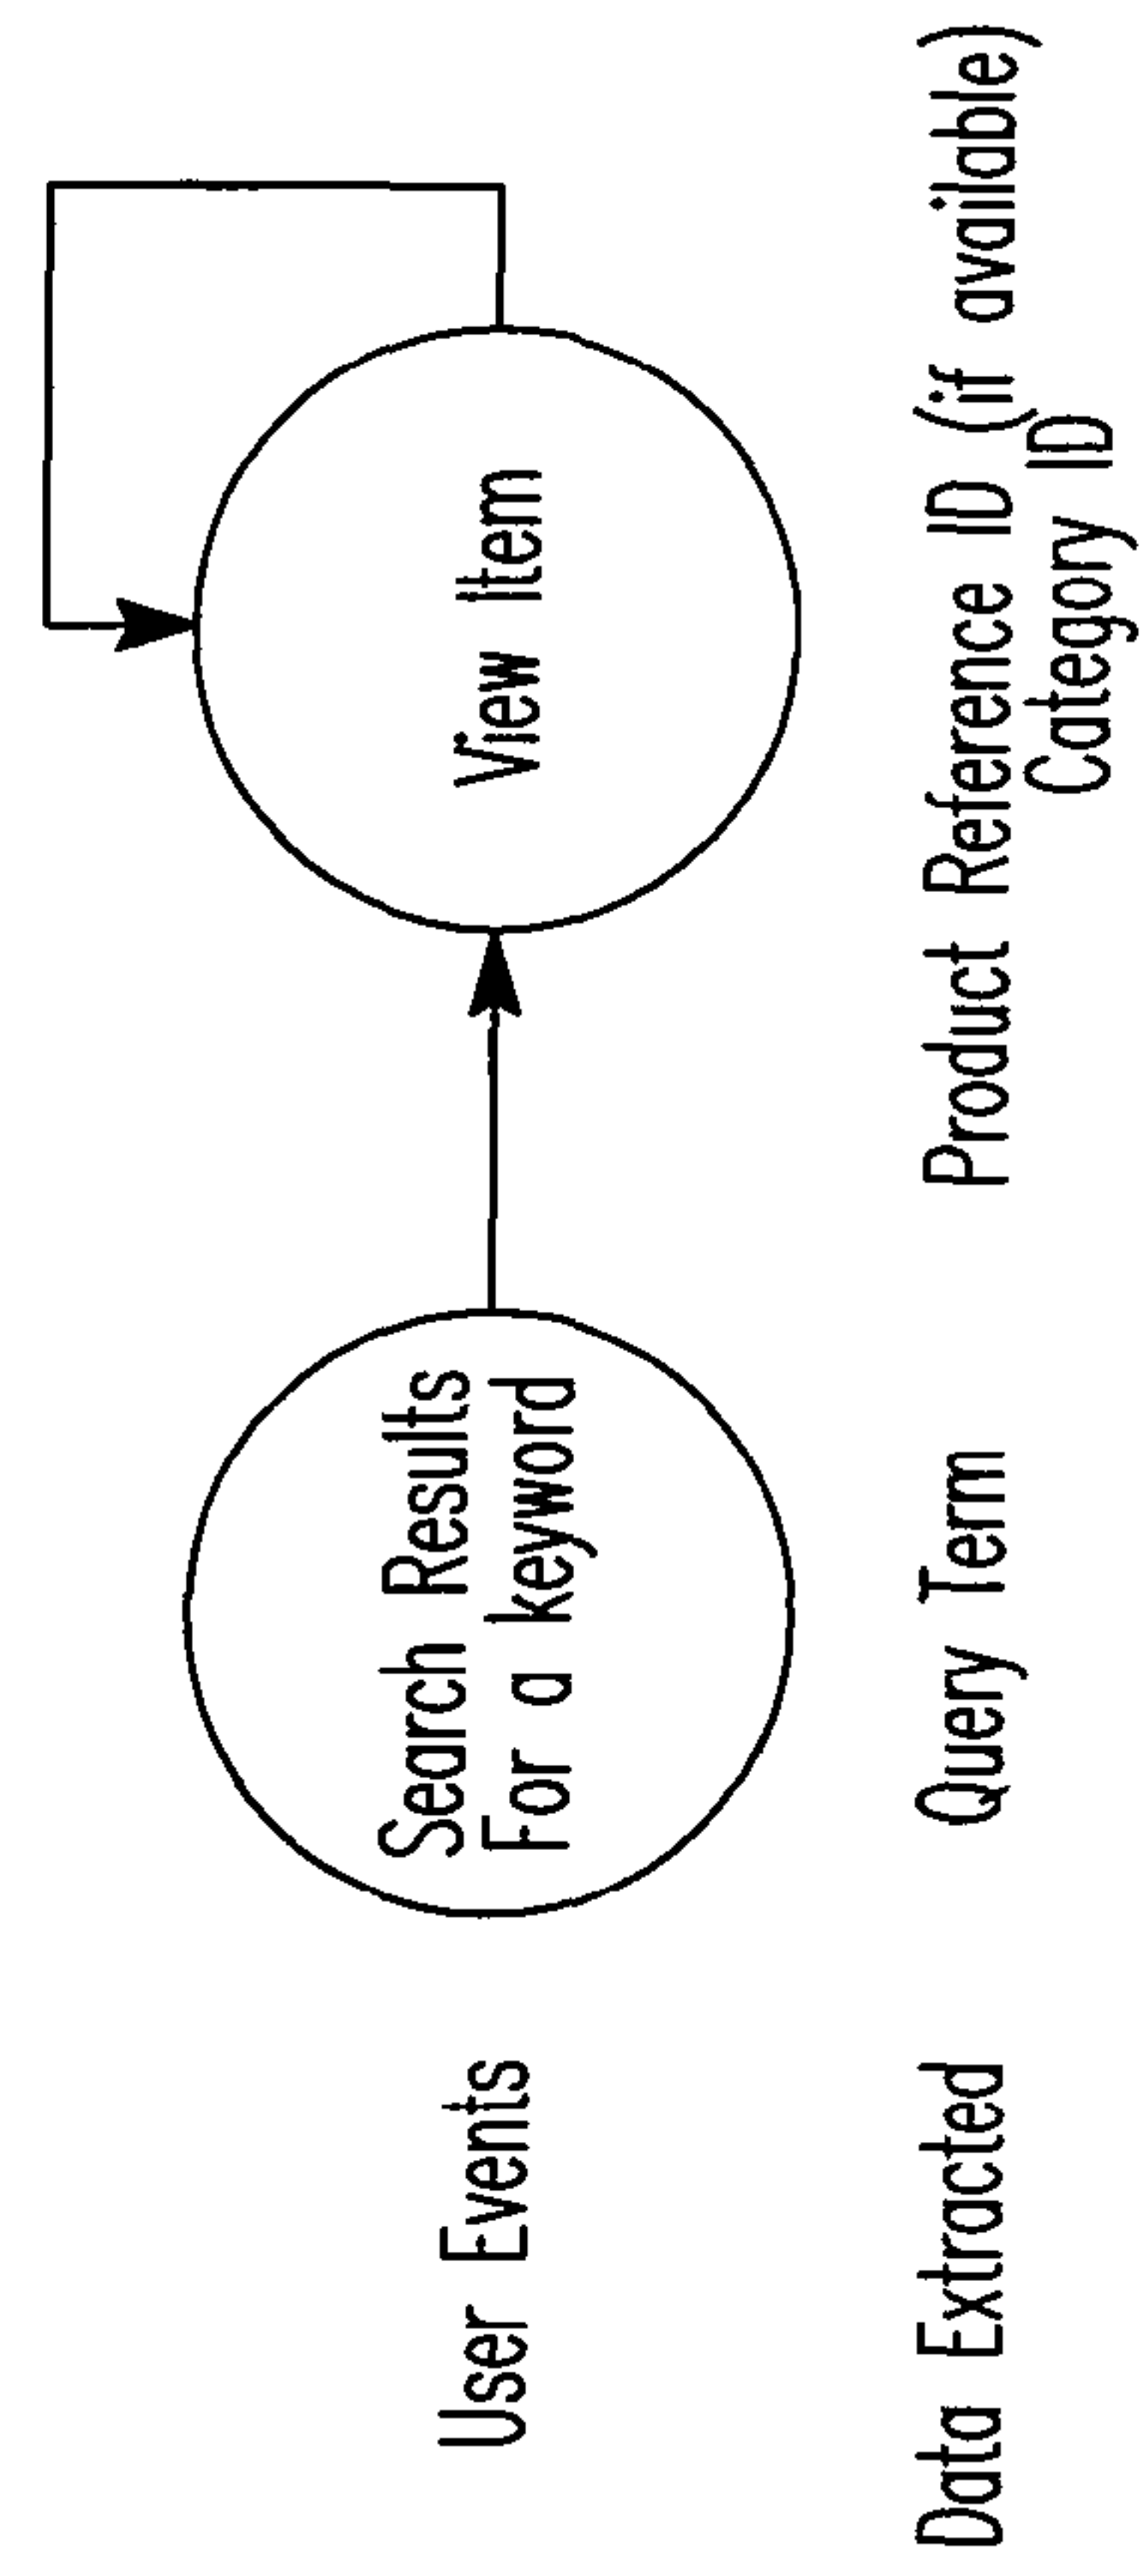 User Events
Search Results
For a keyword
View Item
Data Extracted
Query Term
Product Reference ID (if available)
Category ID